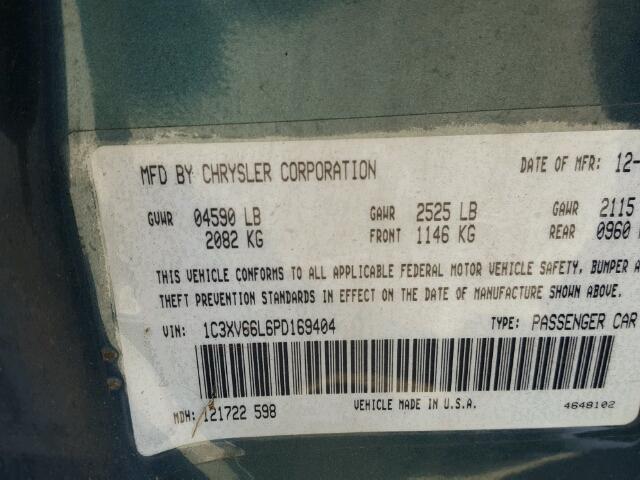 MFD BY CHRYSLER CORPORATION DATE OF MFR: 12-
GVWR 04590 LB GAWR 2525 LB GAWR 2115
2082 KG FRONT 1146 KG REAR 0960
THIS VEHICLE CONFORMS TO ALL APPLICABLE FEDERAL MOTOR VEHICLE SAFETY, BUMPER
THEFT PREVENTION STANDARDS IN EFFECT ON THE DATE OF MANUFACTURE SHOWN ABOVE.
VIN: 1C3XV66L6PD169404 TYPE: PASSENGER CAR
MDH: 121722 598 VEHICLE MADE IN U.S.A. 4648102